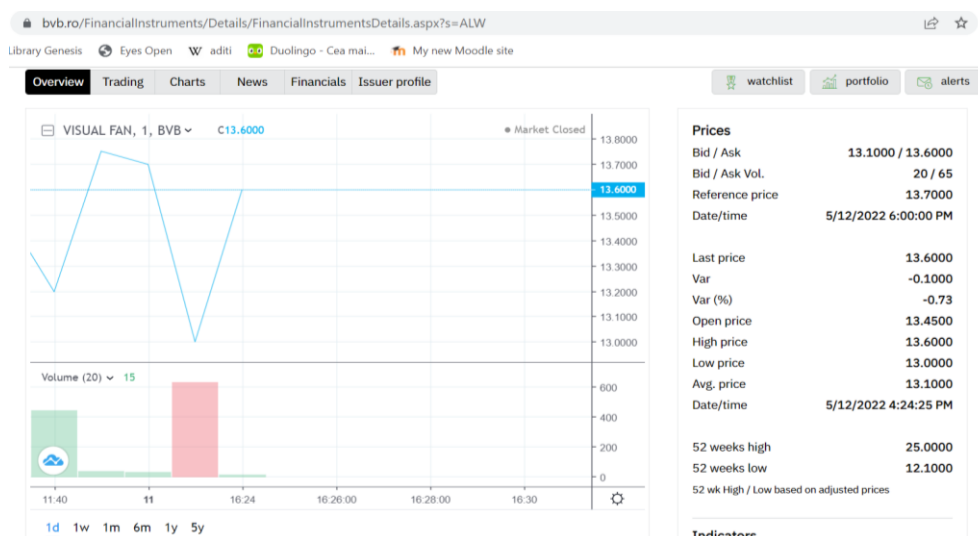 bvb.ro/FinancialInstruments/Details/FinancialInstrumentsDetails.aspx?s=ALW
Library Genesis Eyes Open W aditi Duolingo - Cea mai... My new Moodle site
Overview Trading Charts News Financials Issuer profile watchlist portfolio alerts
VISUAL FAN, 1, BVB C13.6000 Market Closed
13.8000
13.7000
13.6000
13.5000
13.4000
13.3000
13.2000
13.1000
13.0000
Volume (20) 15
600
400
200
0
11:40 11 16:24 16:26:00 16:28:00 16:30
1d 1w 1m 6m 1y 5y
Prices
Bid / Ask 13.1000 / 13.6000
Bid / Ask Vol. 20 / 65
Reference price 13.7000
Date/time 5/12/2022 6:00:00 PM
Last price 13.6000
Var -0.1000
Var (%) -0.73
Open price 13.4500
High price 13.6000
Low price 13.0000
Avg. price 13.1000
Date/time 5/12/2022 4:24:25 PM
52 weeks high 25.0000
52 weeks low 12.1000
52 wk High / Low based on adjusted prices
Indicators